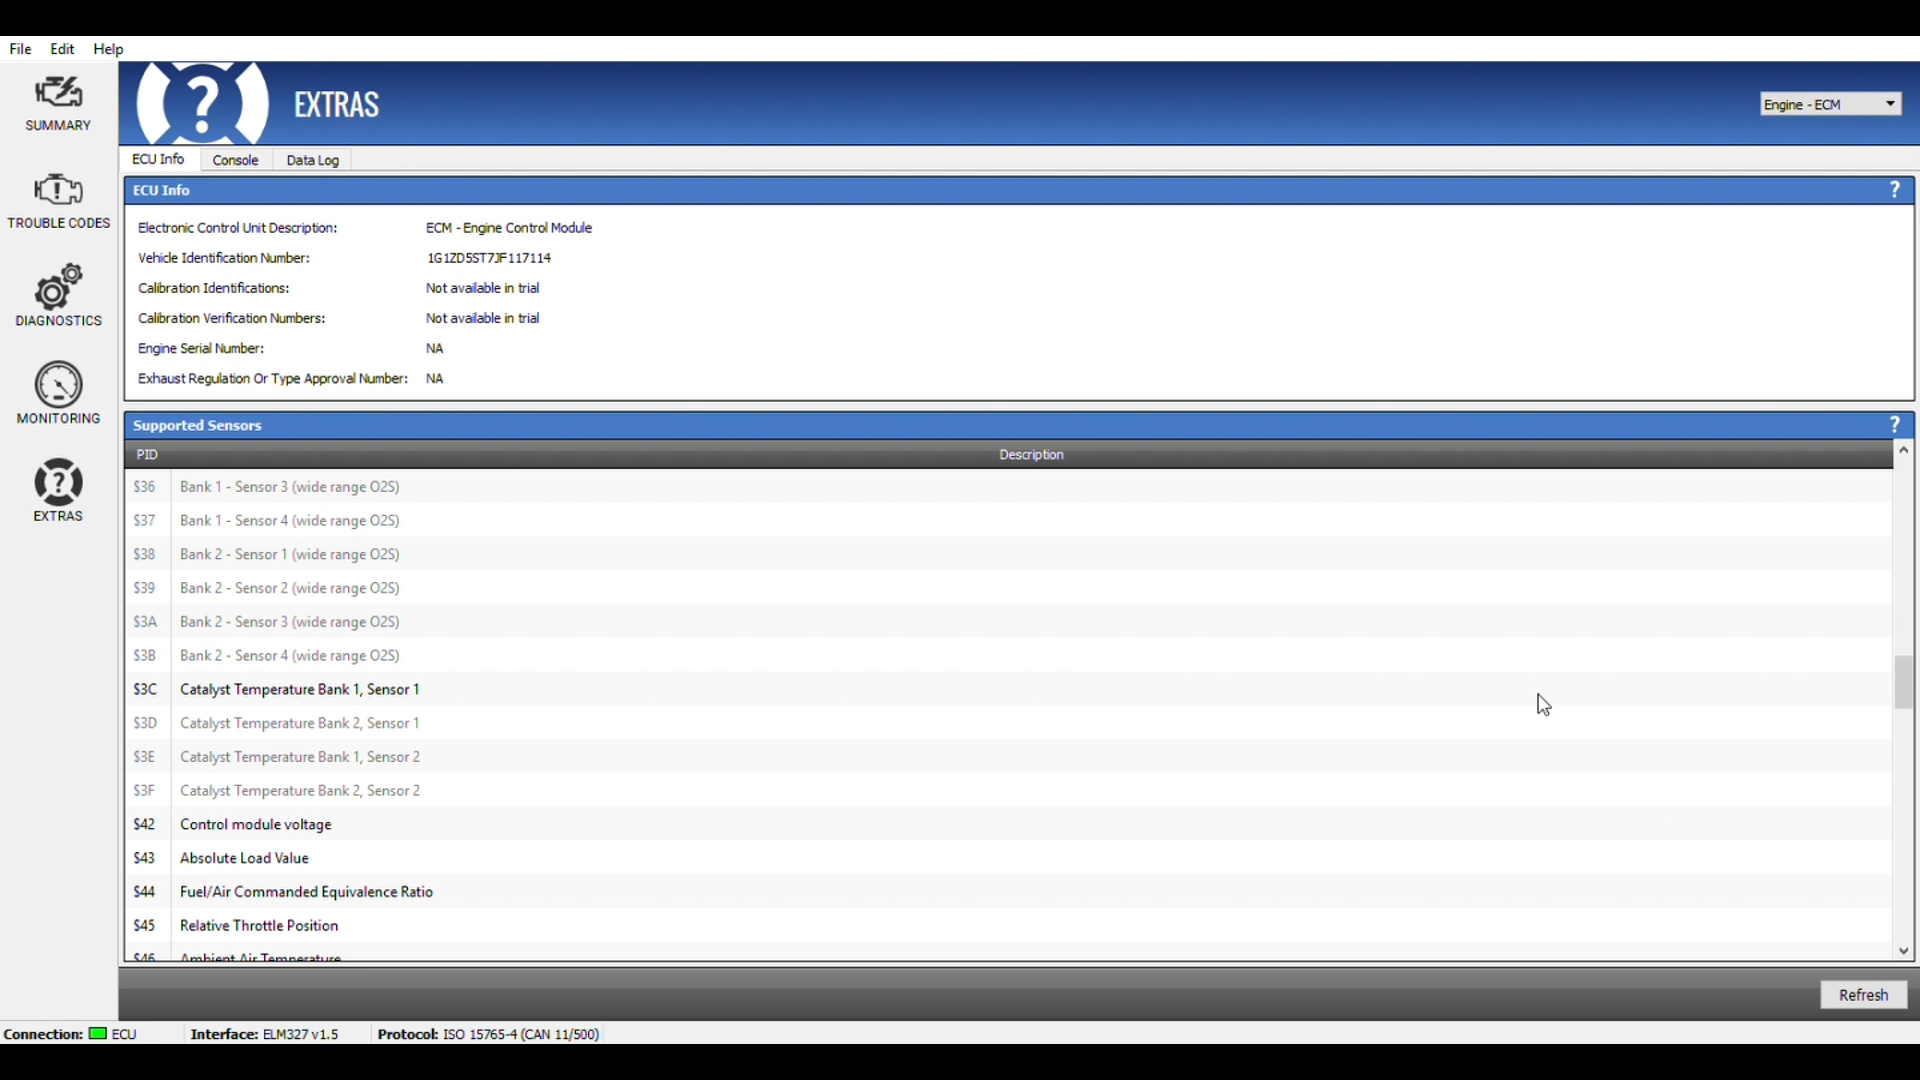 File Edit Help
SUMMARY
TROUBLE CODES
DIAGNOSTICS
MONITORING
EXTRAS
EXTRAS
Engine - ECM
ECU Info Console Data Log
ECU Info ?
Electronic Control Unit Description: ECM - Engine Control Module
Vehicle Identification Number: 1G1ZD5ST7JF117114
Calibration Identifications: Not available in trial
Calibration Verification Numbers: Not available in trial
Engine Serial Number: NA
Exhaust Regulation Or Type Approval Number: NA
Supported Sensors ?
PID Description
$36 Bank 1 - Sensor 3 (wide range O2S)
$37 Bank 1 - Sensor 4 (wide range O2S)
$38 Bank 2 - Sensor 1 (wide range O2S)
$39 Bank 2 - Sensor 2 (wide range O2S)
$3A Bank 2 - Sensor 3 (wide range O2S)
$3B Bank 2 - Sensor 4 (wide range O2S)
$3C Catalyst Temperature Bank 1, Sensor 1
$3D Catalyst Temperature Bank 2, Sensor 1
$3E Catalyst Temperature Bank 1, Sensor 2
$3F Catalyst Temperature Bank 2, Sensor 2
$42 Control module voltage
$43 Absolute Load Value
$44 Fuel/Air Commanded Equivalence Ratio
$45 Relative Throttle Position
$46 Ambient Air Temperature
Refresh
Connection: ECU Interface: ELM327 v1.5 Protocol: ISO 15765-4 (CAN 11/500)